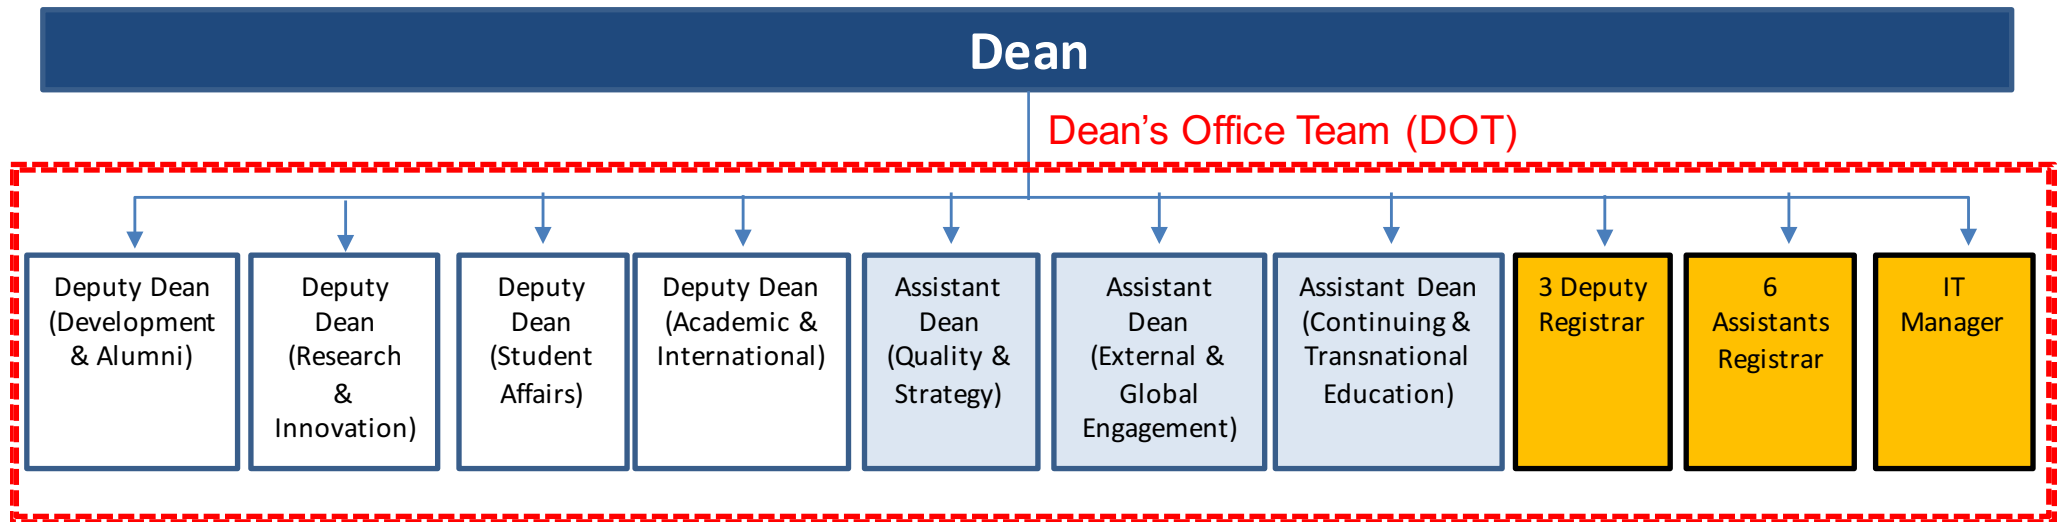 Dean
Dean’s Office Team (DOT)
Deputy Dean
(Development
& Alumni)
Deputy
Dean
(Research
&
Innovation)
Deputy
Dean
(Student
Affairs)
Deputy Dean
(Academic &
International)
Assistant
Dean
(Quality &
Strategy)
Assistant
Dean
(External &
Global
Engagement)
Assistant Dean
(Continuing &
Transnational
Education)
3 Deputy
Registrar
6
Assistants
Registrar
IT
Manager